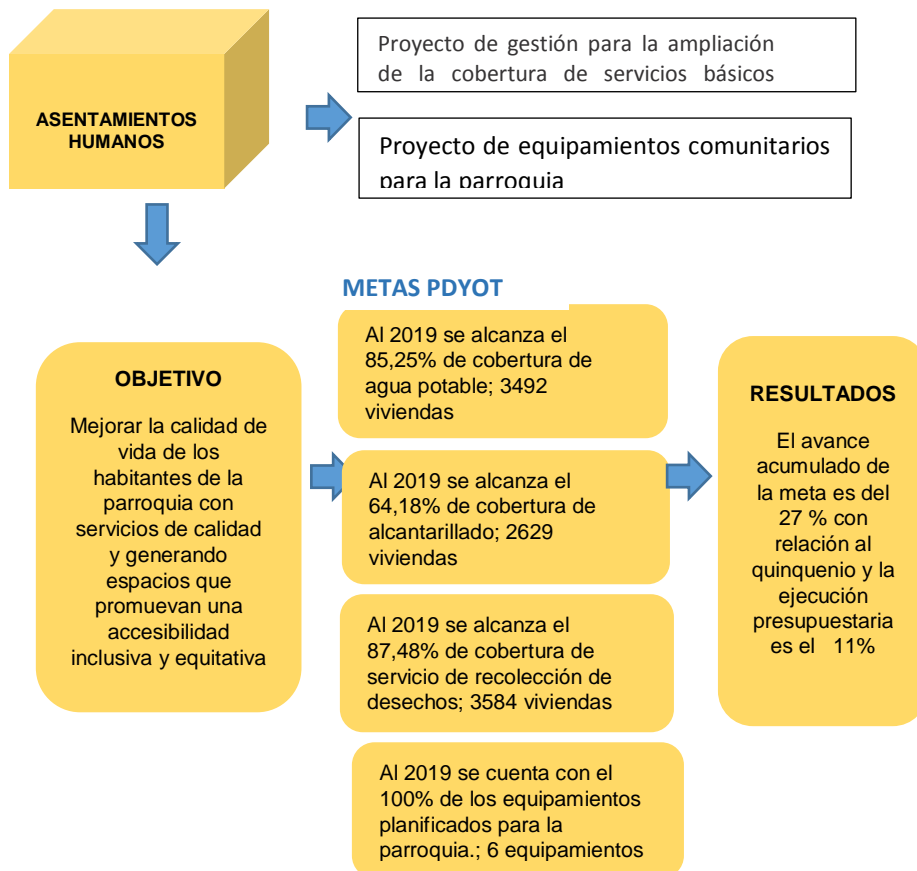 ASENTAMIENTOS
HUMANOS
Proyecto de gestión para la ampliación
de la cobertura de servicios básicos
Proyecto de equipamientos comunitarios
para la parroquia
METAS PDYOT
OBJETIVO
Mejorar la calidad de
vida de los
habitantes de la
parroquia con
servicios de calidad
y generando
espacios que
promuevan una
accesibilidad
inclusiva y equitativa
Al 2019 se alcanza el
85,25% de cobertura de
agua potable; 3492
viviendas
Al 2019 se alcanza el
64,18% de cobertura de
alcantarillado; 2629
viviendas
Al 2019 se alcanza el
87,48% de cobertura de
servicio de recolección de
desechos; 3584 viviendas
Al 2019 se cuenta con el
100% de los equipamientos
planificados para la
parroquia.; 6 equipamientos
RESULTADOS
El avance
acumulado de
la meta es del
27 % con
relación al
quinquenio y la
ejecución
presupuestaria
es el 11%